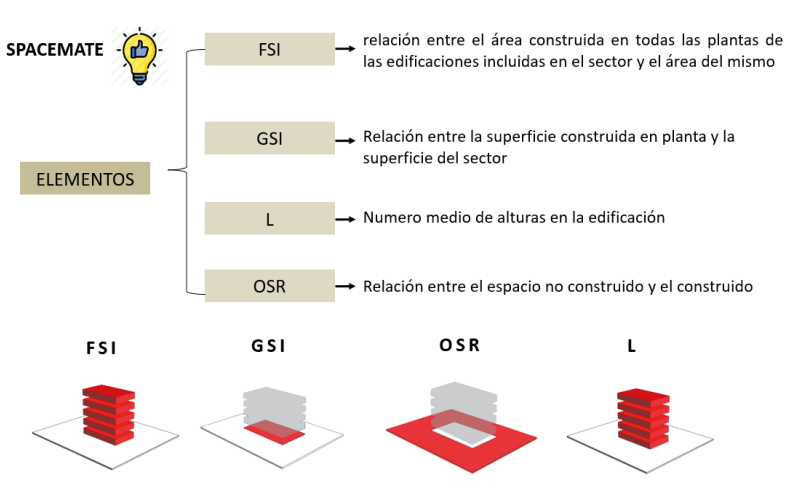 SPACEMATE
FSI
relación entre el área construida en todas las plantas de
las edificaciones incluidas en el sector y el área del mismo
GSI
Relación entre la superficie construida en planta y la
superficie del sector
ELEMENTOS
L
Numero medio de alturas en la edificación
OSR
Relación entre el espacio no construido y el construido
FSI
GSI
OSR
L